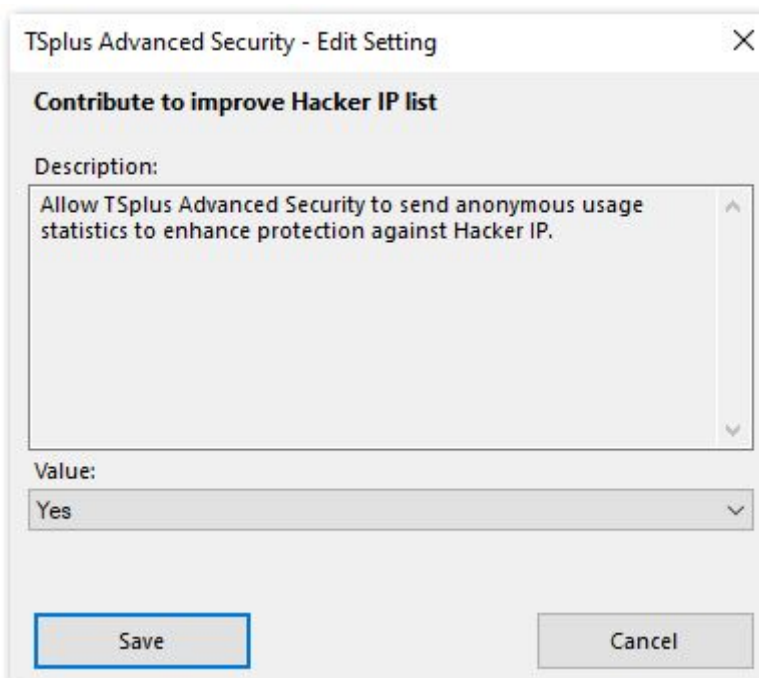 TSplus Advanced Security - Edit Setting
Contribute to improve Hacker IP list
Description:
Allow TSplus Advanced Security to send anonymous usage
statistics to enhance protection against Hacker IP.
Value:
Yes
Save
Cancel